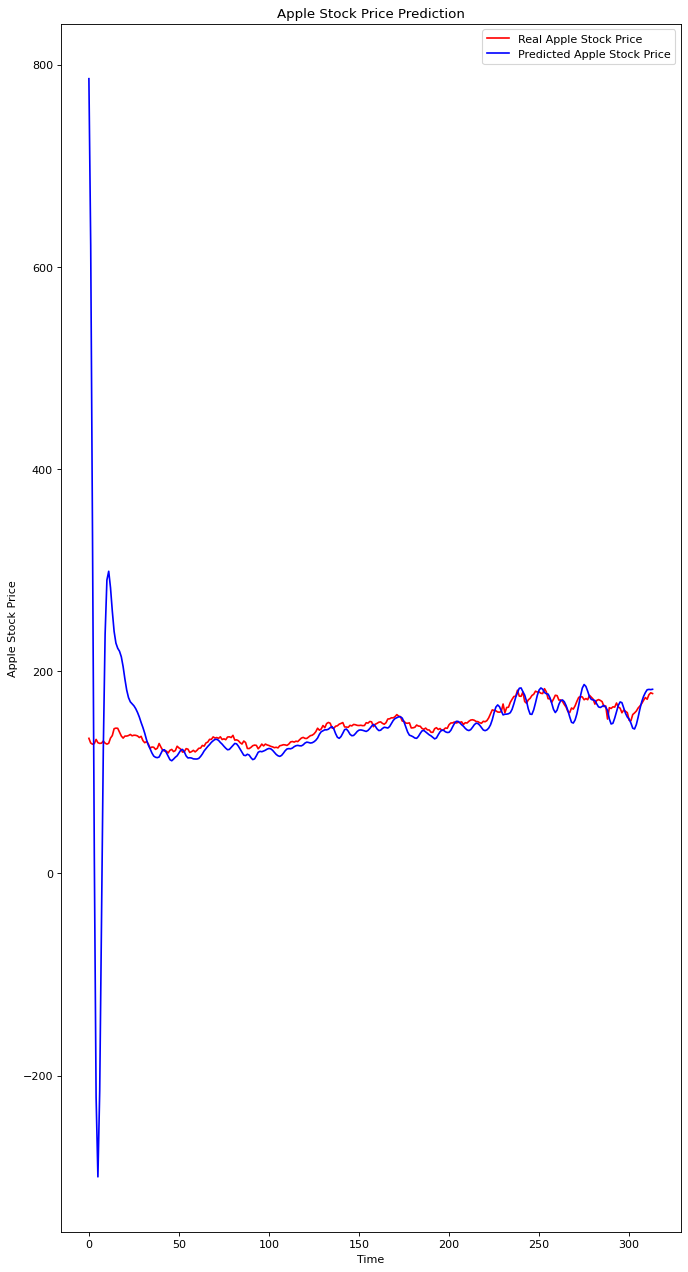 Apple Stock Price Prediction
Real Apple Stock Price
Predicted Apple Stock Price
800
600
400
200
0
−200
Apple Stock Price
0 50 100 150 200 250 300
Time